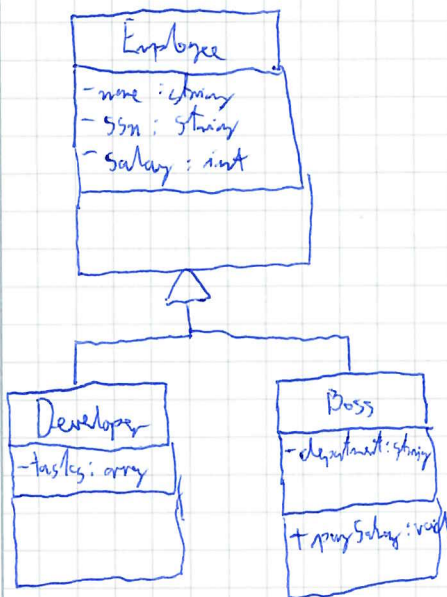 Employee
- name : string
- ssn : string
- salary : int
Developer
- tasks : array
Boss
- department : string
+ paySalary : void